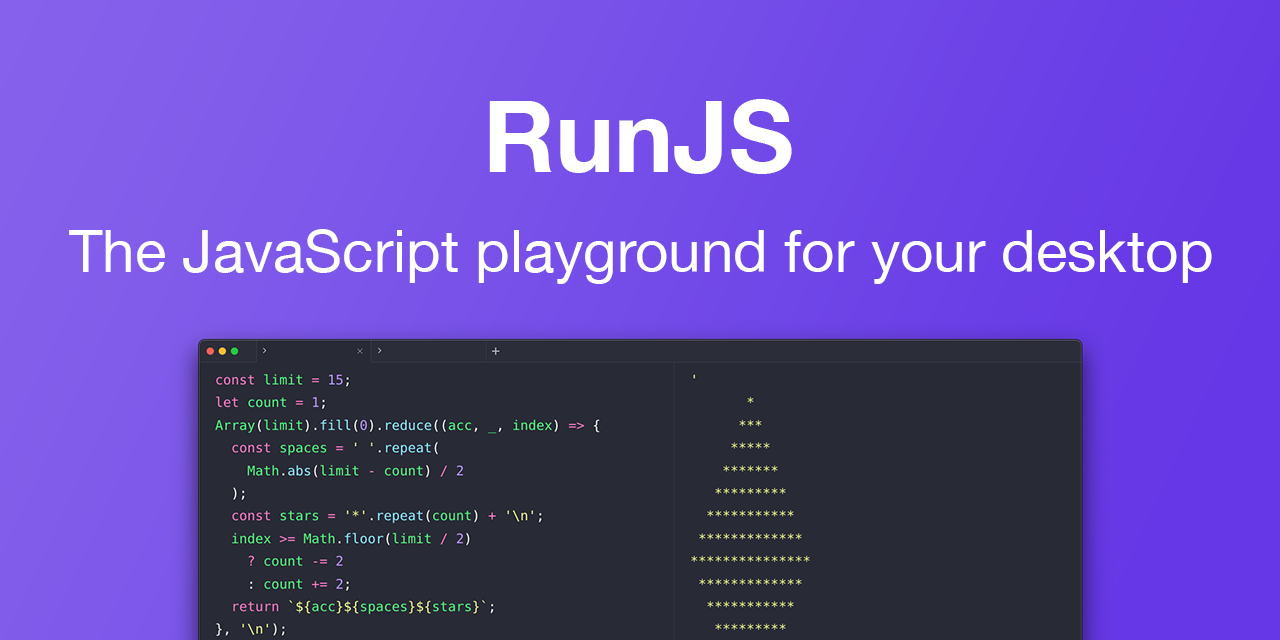 RunJS
The JavaScript playground for your desktop
› × › +
const limit = 15;
let count = 1;
Array(limit).fill(0).reduce((acc, _, index) => {
  const spaces = ' '.repeat(
    Math.abs(limit - count) / 2
  );
  const stars = '*'.repeat(count) + '\n';
  index >= Math.floor(limit / 2)
    ? count -= 2
    : count += 2;
  return `${acc}${spaces}${stars}`;
}, '\n');
'
       *
      ***
     *****
    *******
   *********
  ***********
 *************
***************
 *************
  ***********
   *********